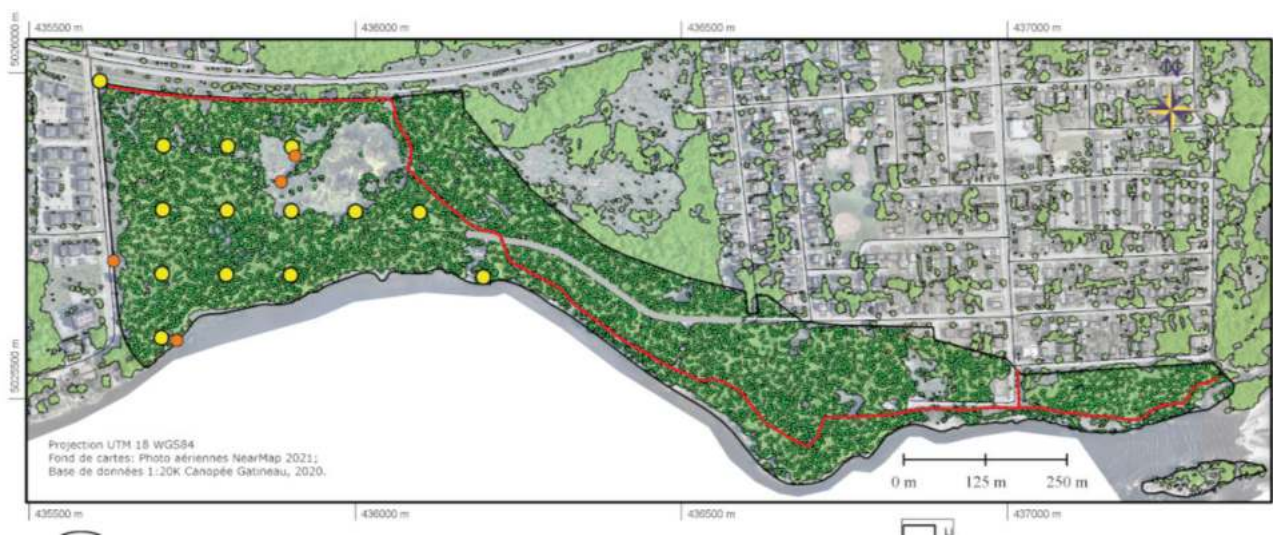 435500 m 436000 m 436500 m 437000 m
5026000 m
5025500 m
Projection UTM 18 WGS84
Fond de cartes: Photo aériennes NearMap 2021;
Base de données 1:20K Canopée Gatineau, 2020.
0 m 125 m 250 m
435500 m 436000 m 436500 m 437000 m